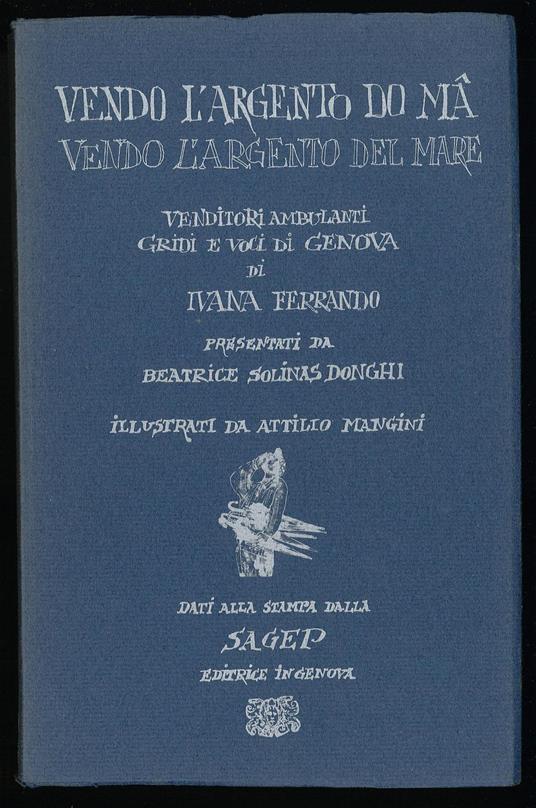 VENDO L'ARGENTO DO MÂ
VENDO L'ARGENTO DEL MARE
VENDITORI AMBULANTI
GRIDI E VOCI DI GENOVA
DI
IVANA FERRANDO
PRESENTATI DA
BEATRICE SOLINAS DONGHI
ILLUSTRATI DA ATTILIO MANGINI
DATI ALLA STAMPA DALLA
SAGEP
EDITRICE IN GENOVA